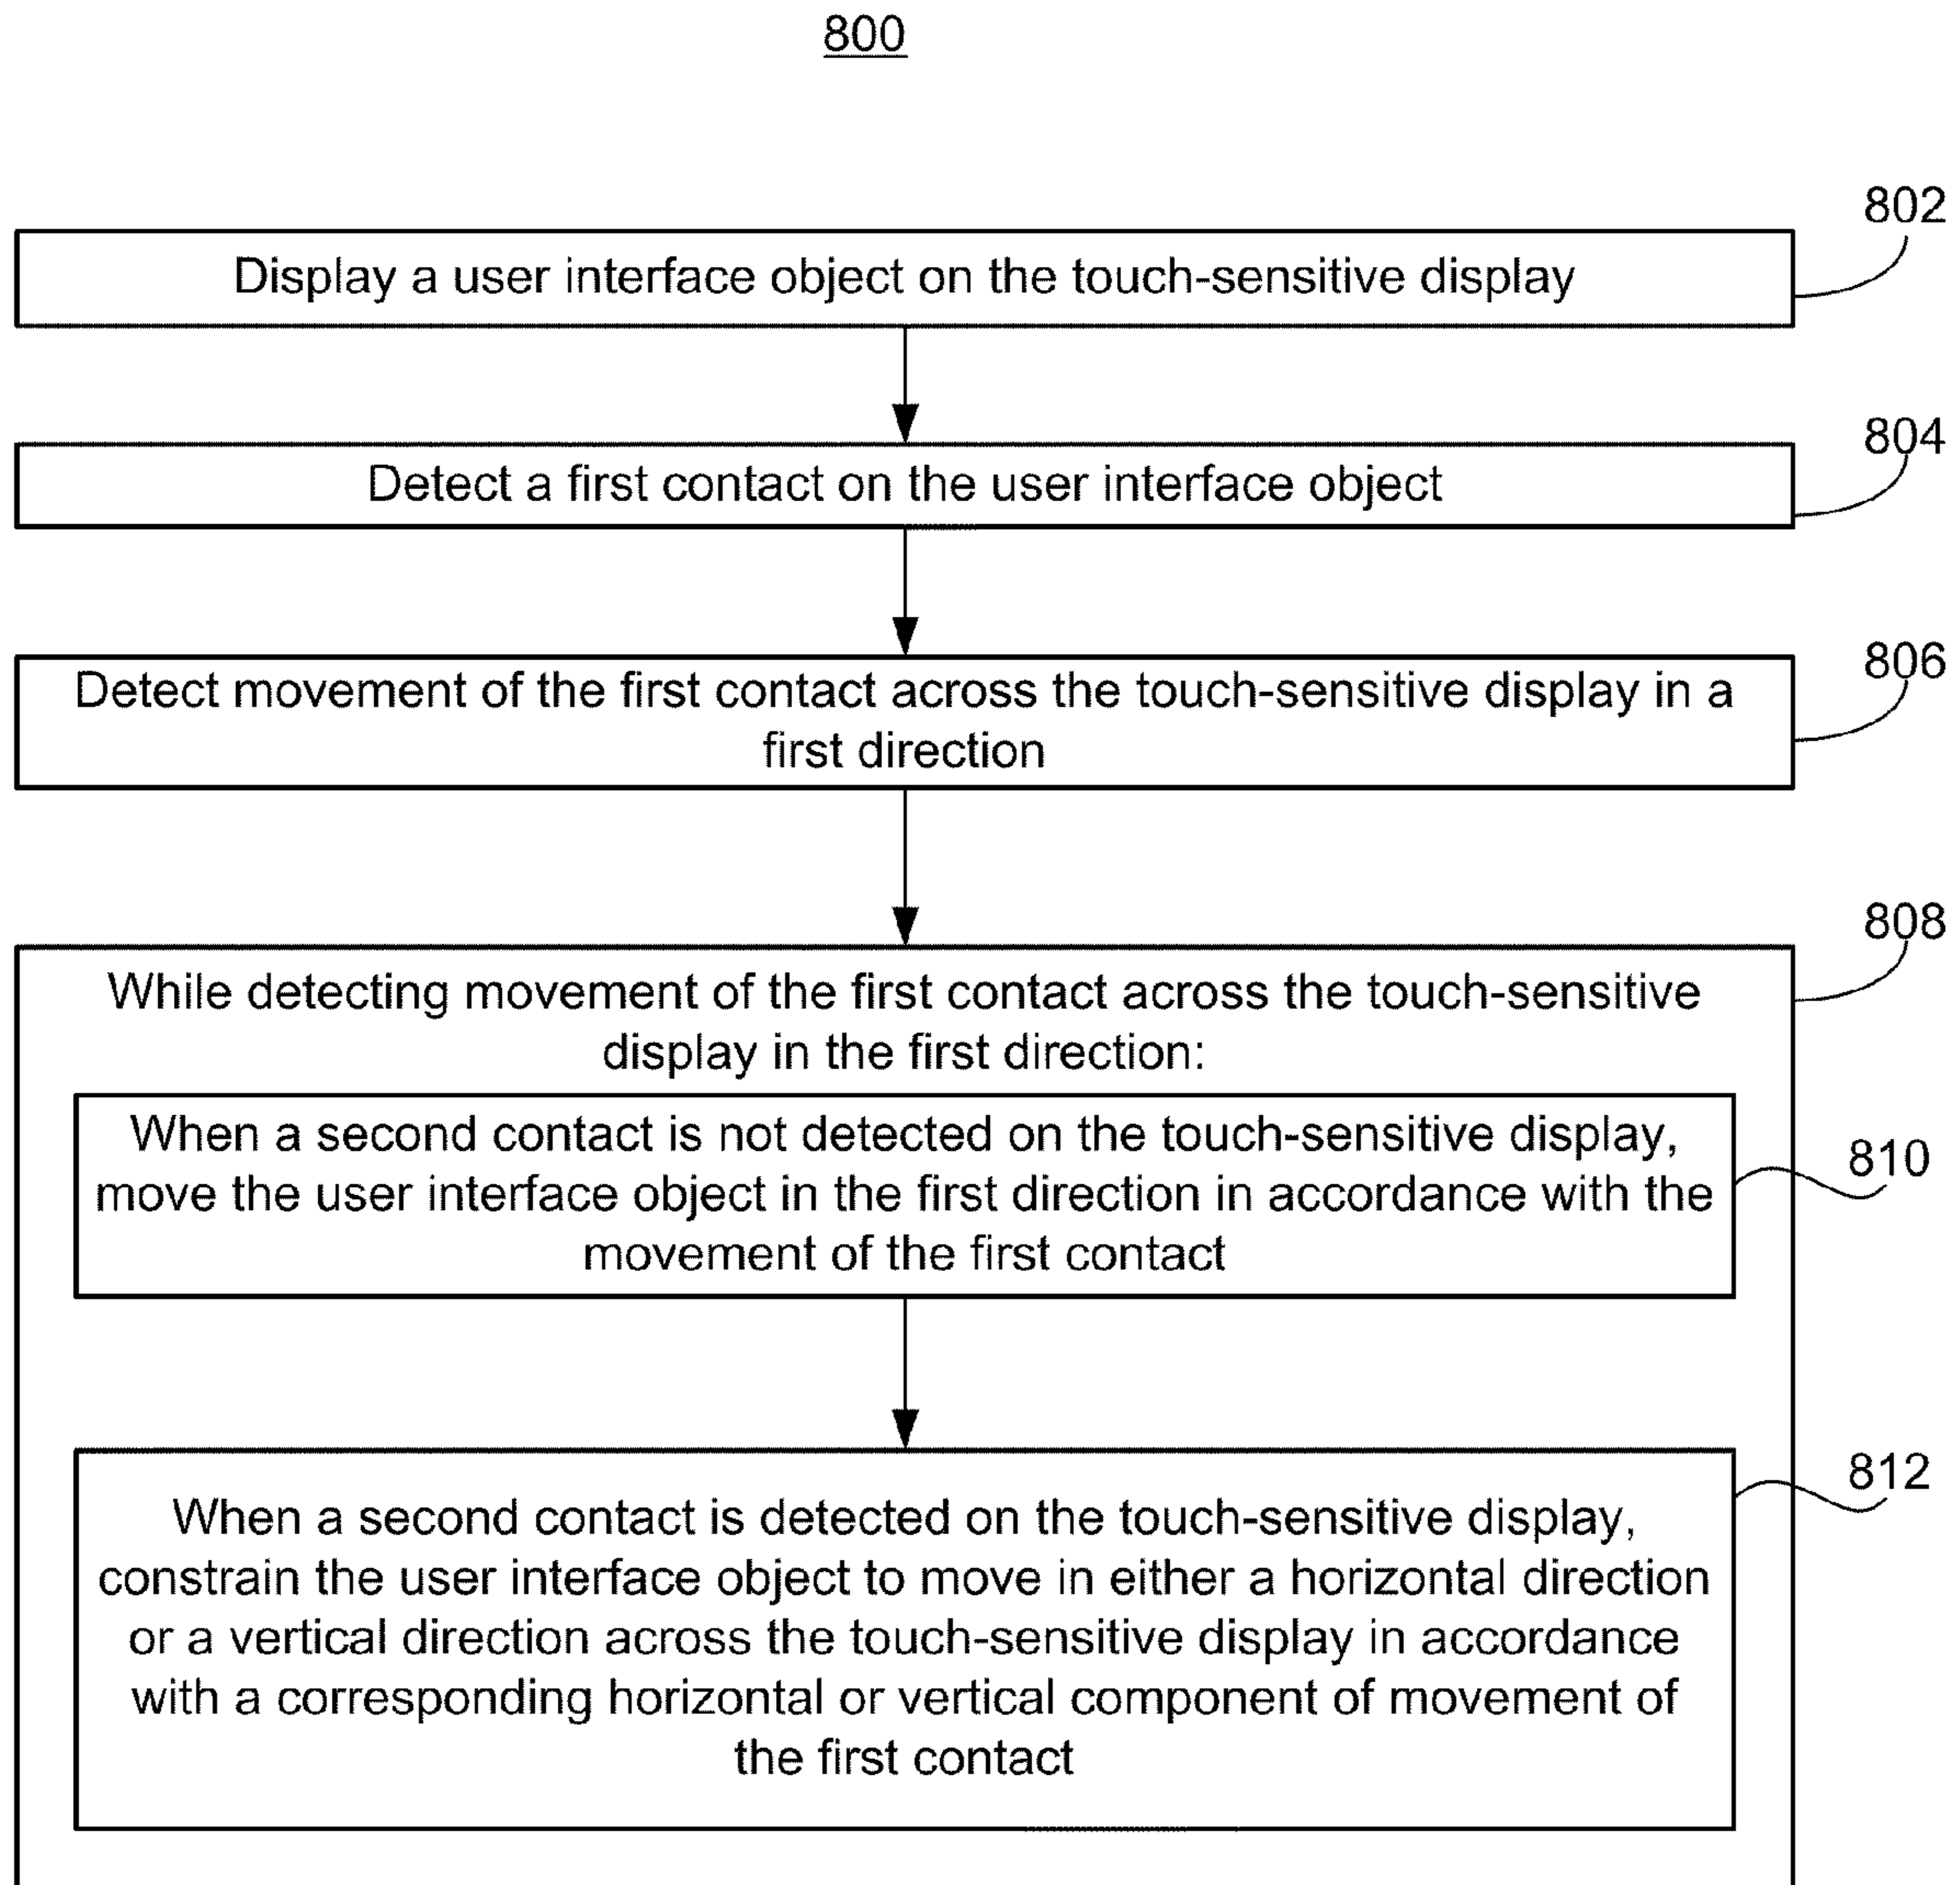 800
802
Display a user interface object on the touch-sensitive display
804
Detect a first contact on the user interface object
806
Detect movement of the first contact across the touch-sensitive display in a
first direction
808
While detecting movement of the first contact across the touch-sensitive
display in the first direction:
When a second contact is not detected on the touch-sensitive display,
move the user interface object in the first direction in accordance with the
movement of the first contact
810
When a second contact is detected on the touch-sensitive display,
constrain the user interface object to move in either a horizontal direction
or a vertical direction across the touch-sensitive display in accordance
with a corresponding horizontal or vertical component of movement of
the first contact
812